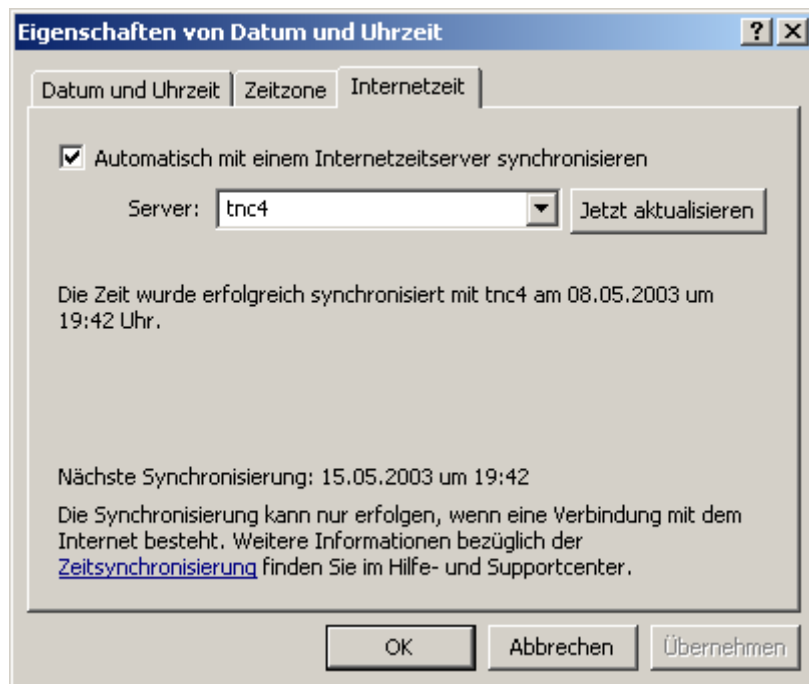 Eigenschaften von Datum und Uhrzeit
Datum und Uhrzeit Zeitzone Internetzeit
Automatisch mit einem Internetzeitserver synchronisieren
Server: tnc4 Jetzt aktualisieren
Die Zeit wurde erfolgreich synchronisiert mit tnc4 am 08.05.2003 um
19:42 Uhr.
Nächste Synchronisierung: 15.05.2003 um 19:42
Die Synchronisierung kann nur erfolgen, wenn eine Verbindung mit dem
Internet besteht. Weitere Informationen bezüglich der
Zeitsynchronisierung finden Sie im Hilfe- und Supportcenter.
OK Abbrechen Übernehmen